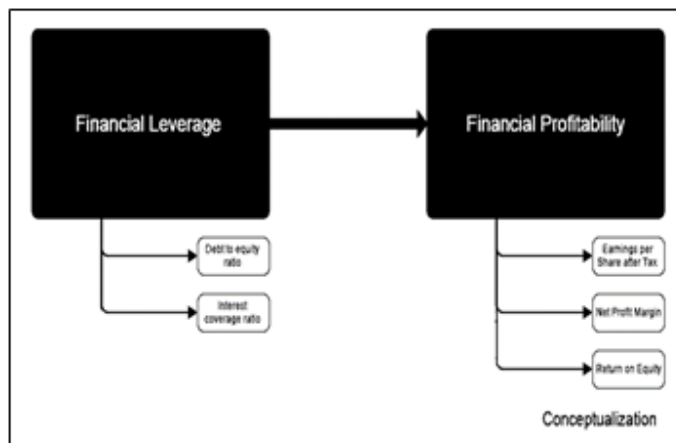 Financial Leverage
Financial Profitability
Debt to equity
ratio
Interest
coverage ratio
Earnings per
Share after Tax
Net Profit Margin
Return on Equity
Conceptualization